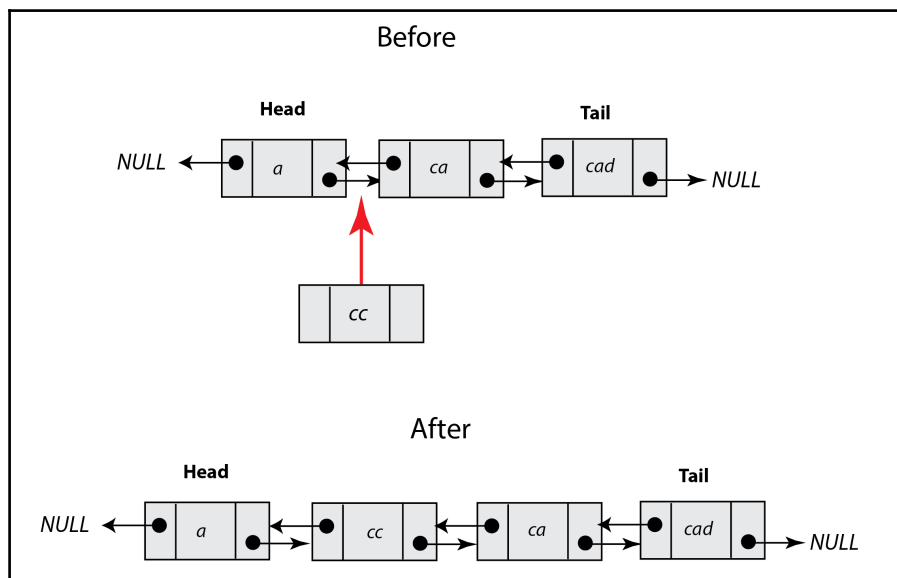 Before
Head Tail
NULL a ca cad NULL
cc
After
Head Tail
NULL a cc ca cad NULL